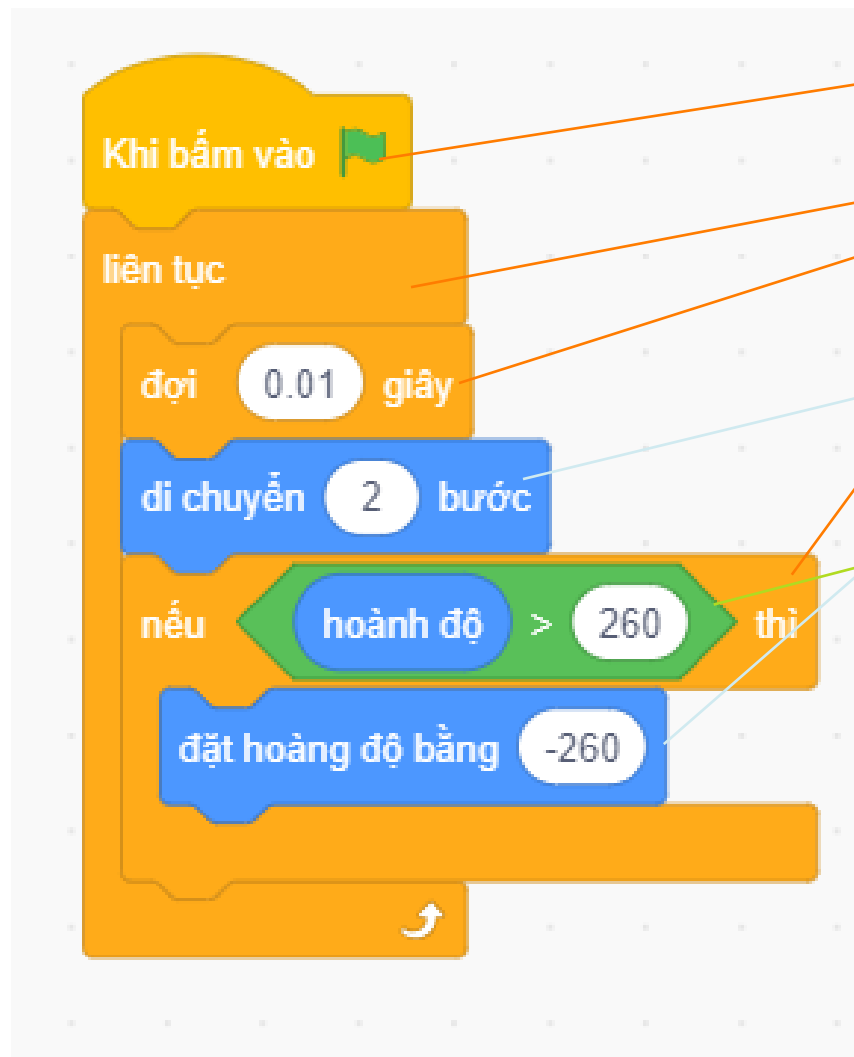 Khi bấm vào
liên tục
đợi 0.01 giây
di chuyển 2 bước
nếu hoành độ > 260 thì
đặt hoàng độ bằng -260